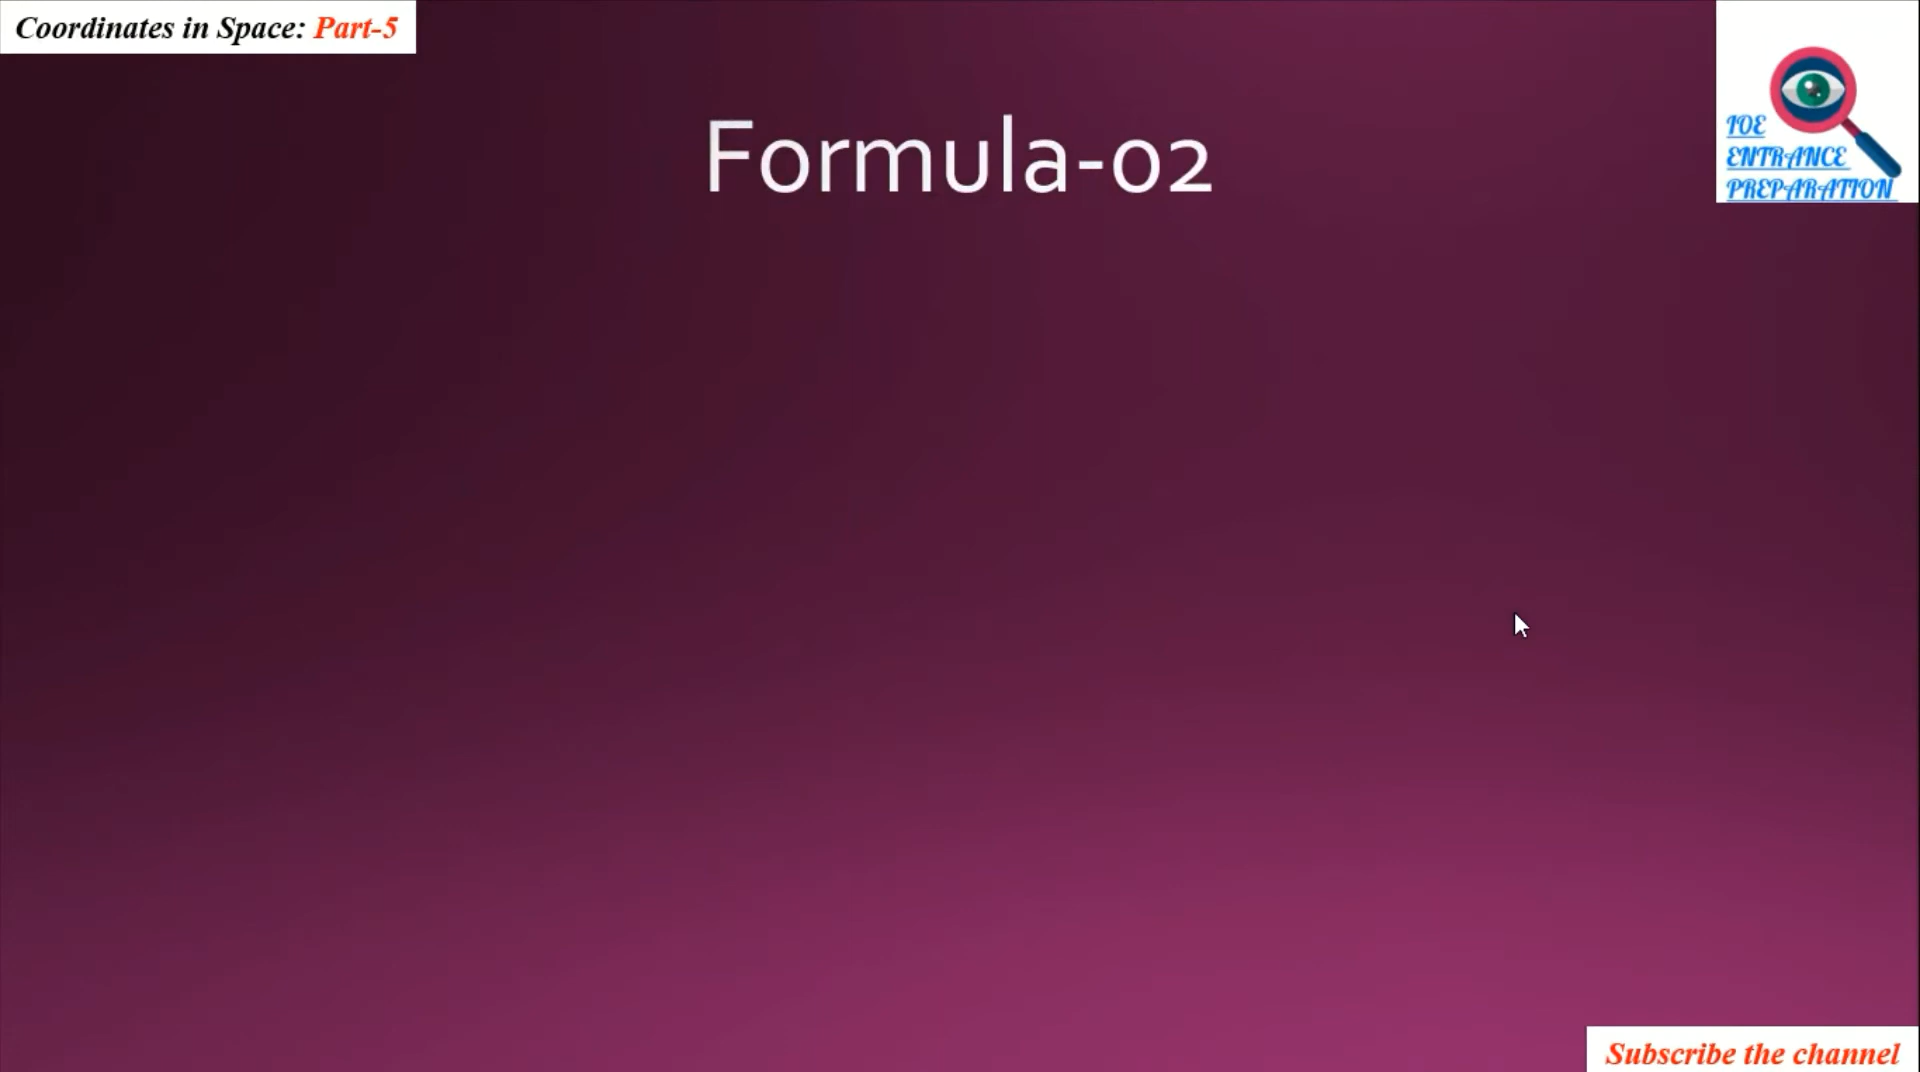 Coordinates in Space: Part-5
Formula-02
IOE
ENTRANCE
PREPARATION
Subscribe the channel